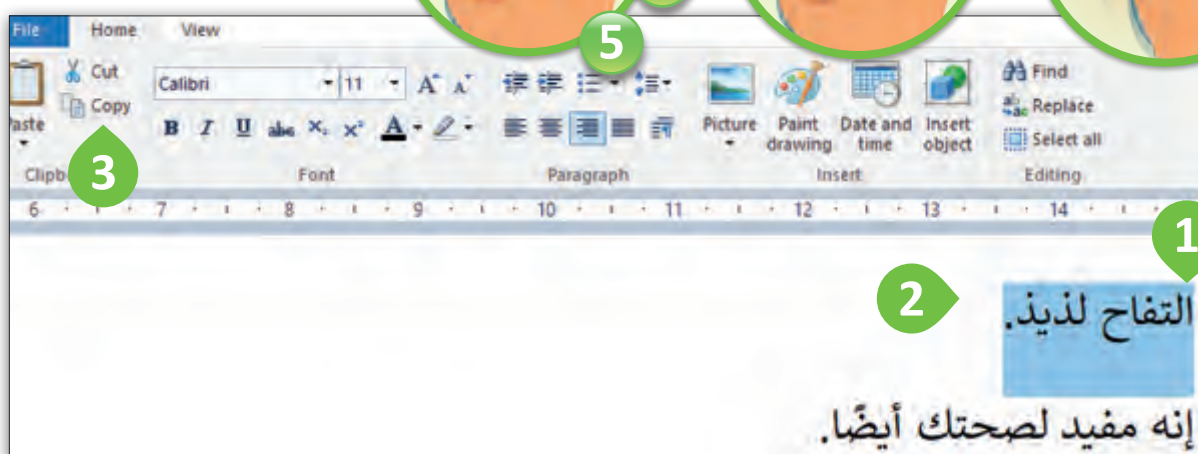 5
File Home View
Cut
Copy
aste
Calibri 11 A A
B I U abc X₂ X² A
Picture
Paint drawing
Date and time
Insert object
Find
Replace
Select all
3
Clipb Font Paragraph Insert Editing
6 7 8 9 10 11 12 13 14
1
2
التفاح لذيذ.
إنه مفيد لصحتك أيضًا.